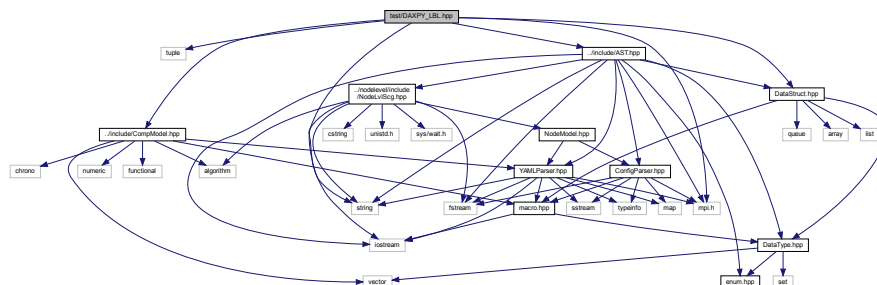 test/DAXPY_LBL.hpp
tuple
../include/AST.hpp
../nodelevel/include
/NodeLvlScg.hpp
DataStruct.hpp
../include/CompModel.hpp
cstring
unistd.h
sys/wait.h
NodeModel.hpp
queue
array
list
chrono
numeric
functional
algorithm
YAMLParser.hpp
ConfigParser.hpp
string
fstream
macro.hpp
sstream
typeinfo
map
mpi.h
iostream
DataType.hpp
vector
enum.hpp
set